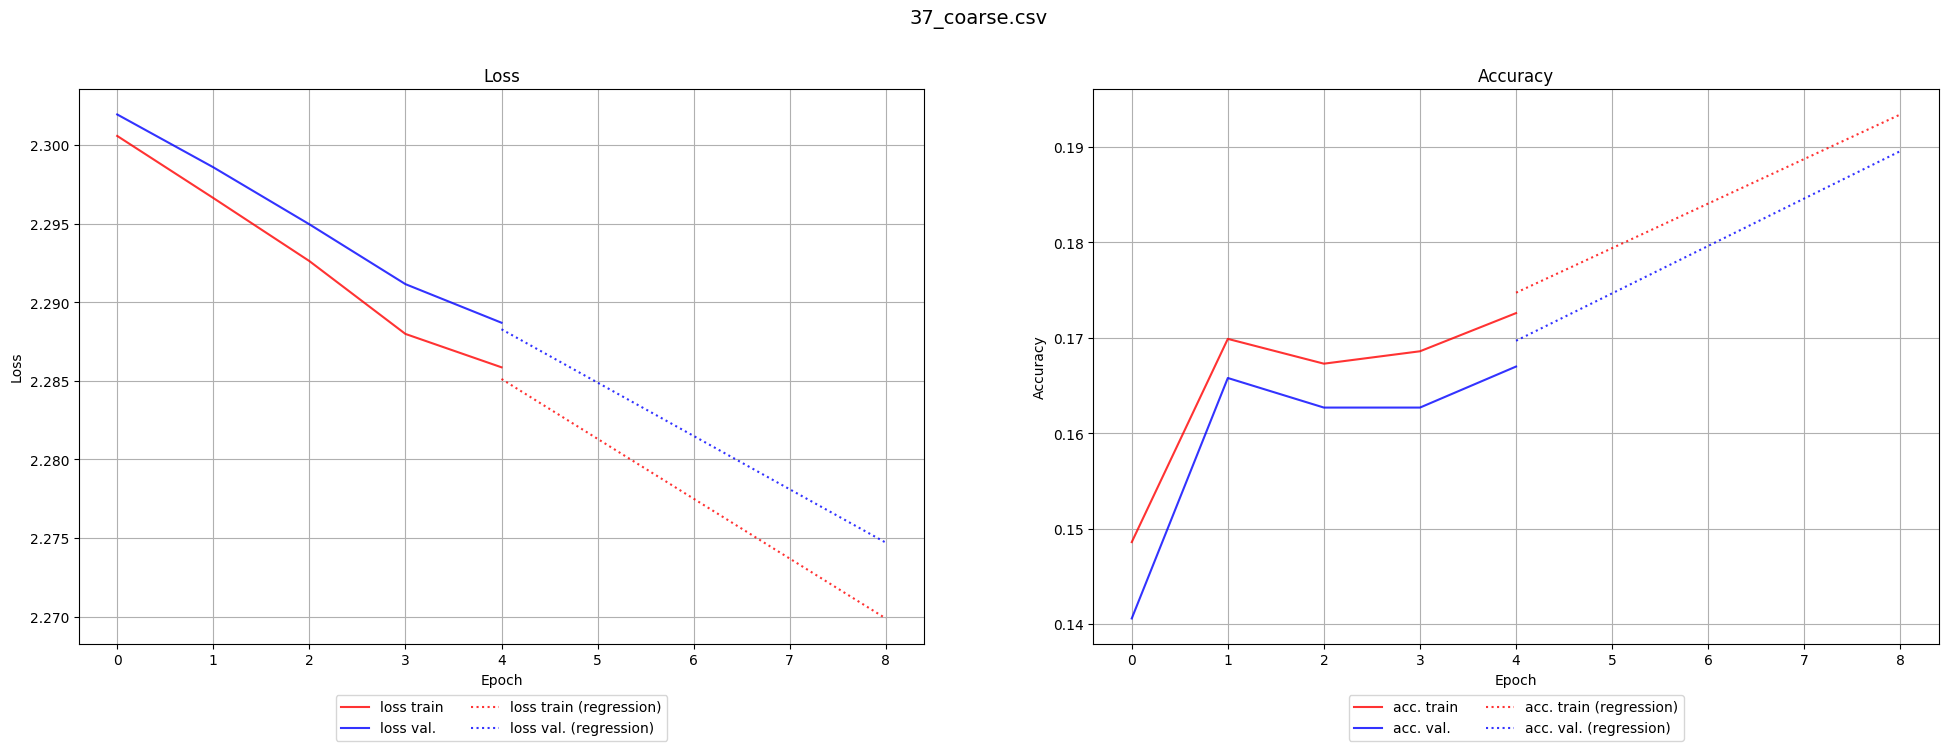 37_coarse.csv
Loss
2.300
2.295
2.290
2.285
2.280
2.275
2.270
Loss
0 1 2 3 4 5 6 7 8
Epoch
loss train loss train (regression)
loss val. loss val. (regression)
Accuracy
0.19
0.18
0.17
0.16
0.15
0.14
Accuracy
0 1 2 3 4 5 6 7 8
Epoch
acc. train acc. train (regression)
acc. val. acc. val. (regression)